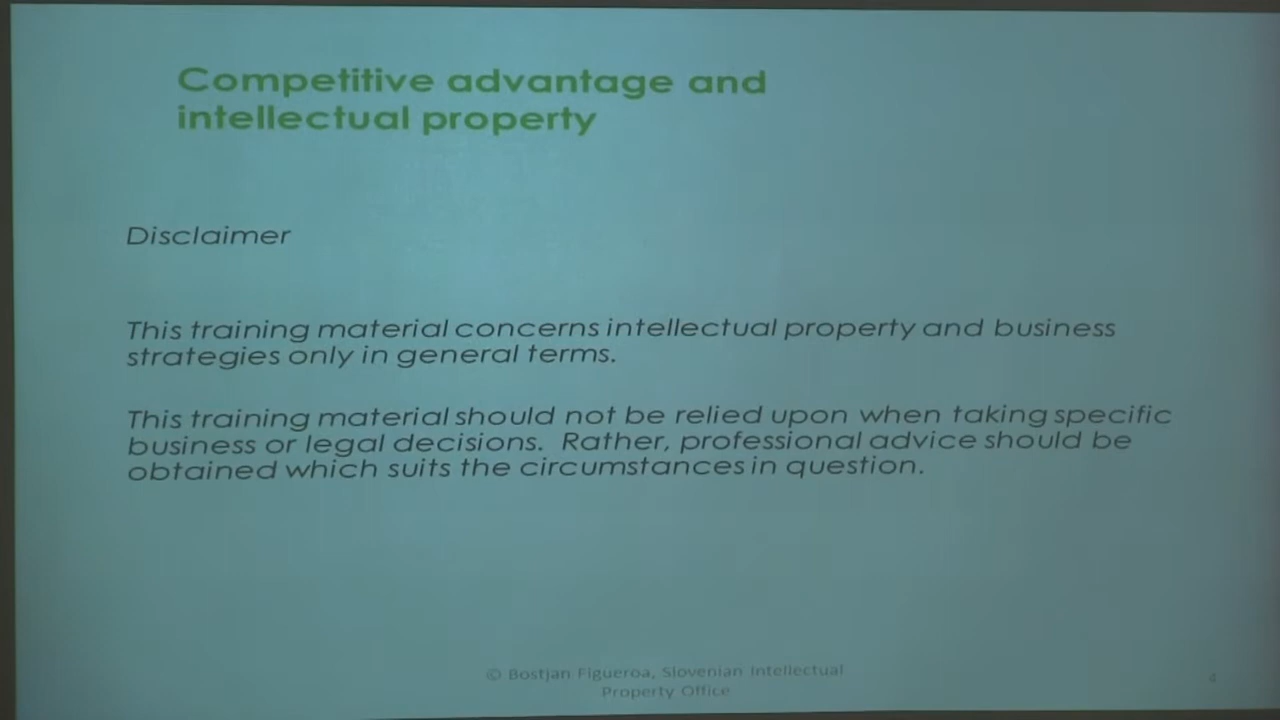 Competitive advantage and
intellectual property
Disclaimer
This training material concerns intellectual property and business
strategies only in general terms.
This training material should not be relied upon when taking specific
business or legal decisions. Rather, professional advice should be
obtained which suits the circumstances in question.
© Bostjan Figueroa, Slovenian Intellectual
Property Office